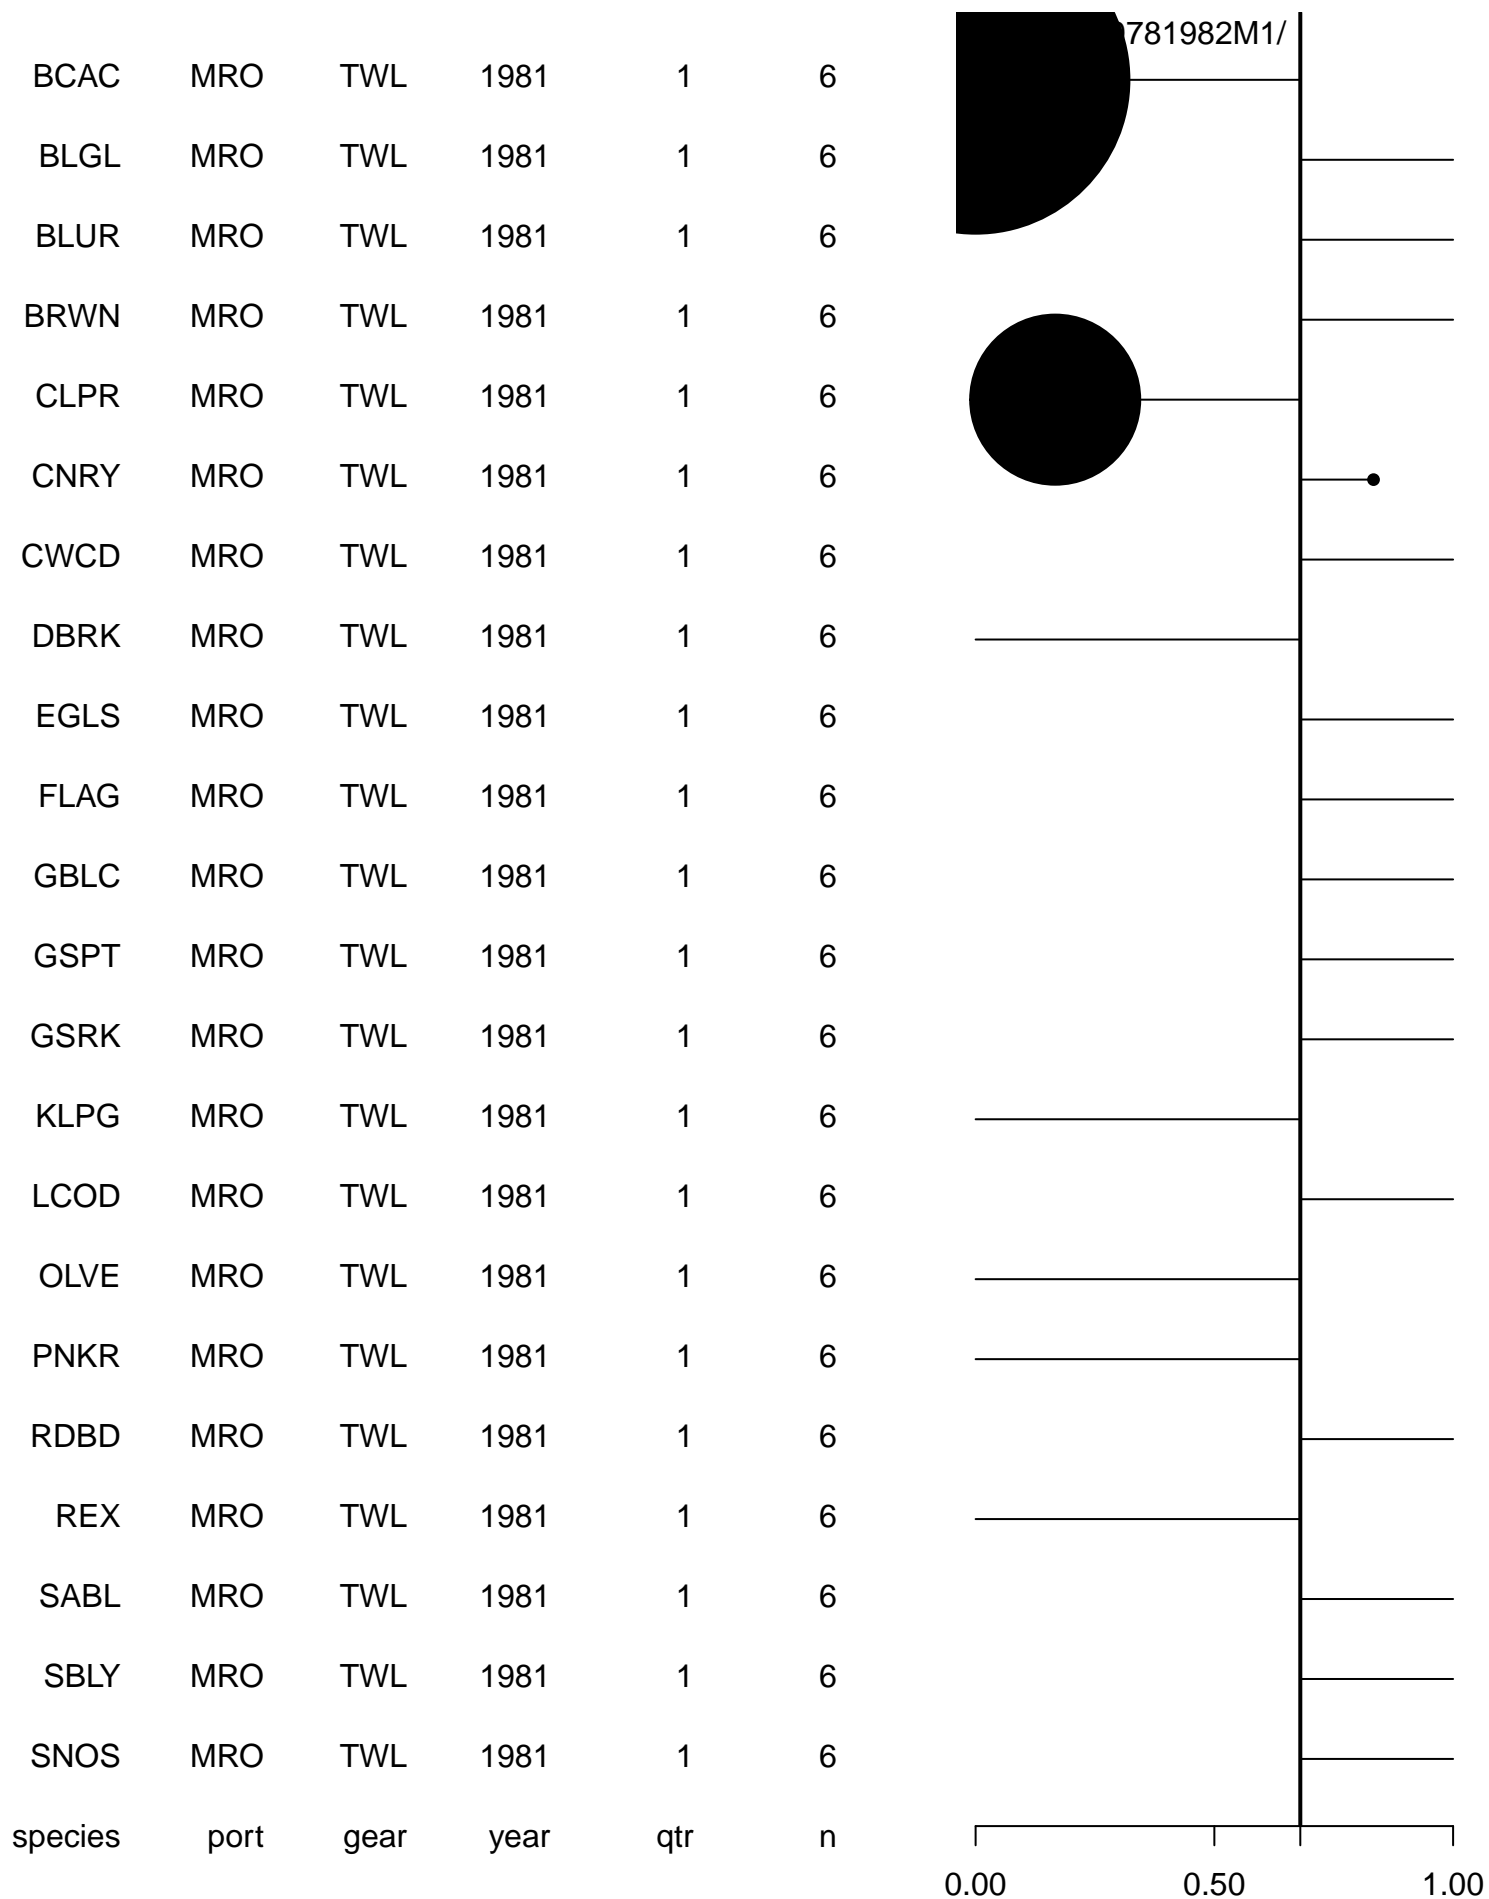 781982M1/
BCAC MRO TWL 1981 1 6
BLGL MRO TWL 1981 1 6
BLUR MRO TWL 1981 1 6
BRWN MRO TWL 1981 1 6
CLPR MRO TWL 1981 1 6
CNRY MRO TWL 1981 1 6
CWCD MRO TWL 1981 1 6
DBRK MRO TWL 1981 1 6
EGLS MRO TWL 1981 1 6
FLAG MRO TWL 1981 1 6
GBLC MRO TWL 1981 1 6
GSPT MRO TWL 1981 1 6
GSRK MRO TWL 1981 1 6
KLPG MRO TWL 1981 1 6
LCOD MRO TWL 1981 1 6
OLVE MRO TWL 1981 1 6
PNKR MRO TWL 1981 1 6
RDBD MRO TWL 1981 1 6
REX MRO TWL 1981 1 6
SABL MRO TWL 1981 1 6
SBLY MRO TWL 1981 1 6
SNOS MRO TWL 1981 1 6
species port gear year qtr n
0.00 0.50 1.00